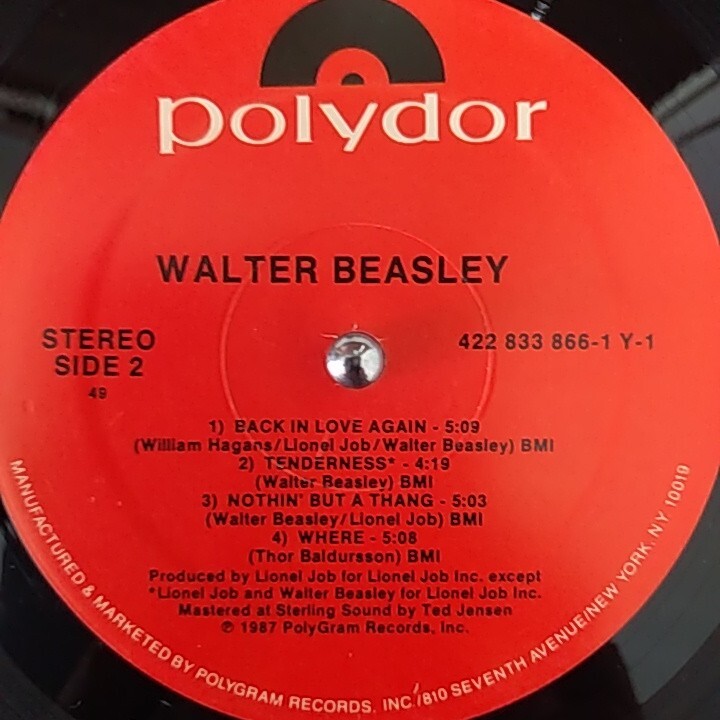 polydor
WALTER BEASLEY
STEREO
SIDE 2
49
422 833 866-1 Y-1
1) BACK IN LOVE AGAIN - 5:09
(William Hagans/Lionel Job/Walter Beasley) BMI
2) TENDERNESS* - 4:19
(Walter Beasley) BMI
3) NOTHIN' BUT A THANG - 5:03
(Walter Beasley/Lionel Job) BMI
4) WHERE - 5:08
(Thor Baldursson) BMI
Produced by Lionel Job for Lionel Job Inc. except
*Lionel Job and Walter Beasley for Lionel Job Inc.
Mastered at Sterling Sound by Ted Jensen
℗ 1987 PolyGram Records, Inc.
MANUFACTURED & MARKETED BY POLYGRAM RECORDS, INC./810 SEVENTH AVENUE/NEW YORK, NY 10019